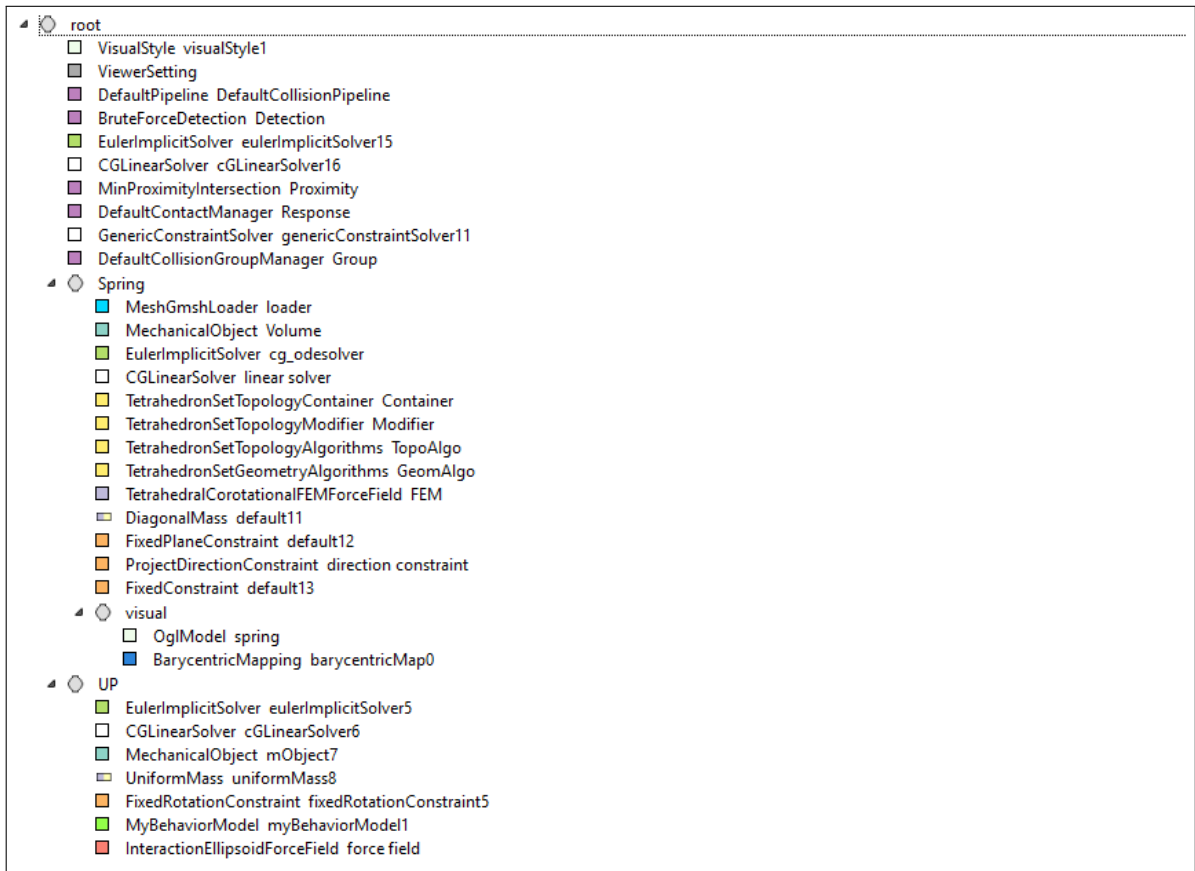 root
VisualStyle visualStyle1
ViewerSetting
DefaultPipeline DefaultCollisionPipeline
BruteForceDetection Detection
EulerImplicitSolver eulerImplicitSolver15
CGLinearSolver cGLinearSolver16
MinProximityIntersection Proximity
DefaultContactManager Response
GenericConstraintSolver genericConstraintSolver11
DefaultCollisionGroupManager Group
Spring
MeshGmshLoader loader
MechanicalObject Volume
EulerImplicitSolver cg_odesolver
CGLinearSolver linear solver
TetrahedronSetTopologyContainer Container
TetrahedronSetTopologyModifier Modifier
TetrahedronSetTopologyAlgorithms TopoAlgo
TetrahedronSetGeometryAlgorithms GeomAlgo
TetrahedralCorotationalFEMForceField FEM
DiagonalMass default11
FixedPlaneConstraint default12
ProjectDirectionConstraint direction constraint
FixedConstraint default13
visual
OglModel spring
BarycentricMapping barycentricMap0
UP
EulerImplicitSolver eulerImplicitSolver5
CGLinearSolver cGLinearSolver6
MechanicalObject mObject7
UniformMass uniformMass8
FixedRotationConstraint fixedRotationConstraint5
MyBehaviorModel myBehaviorModel1
InteractionEllipsoidForceField force field